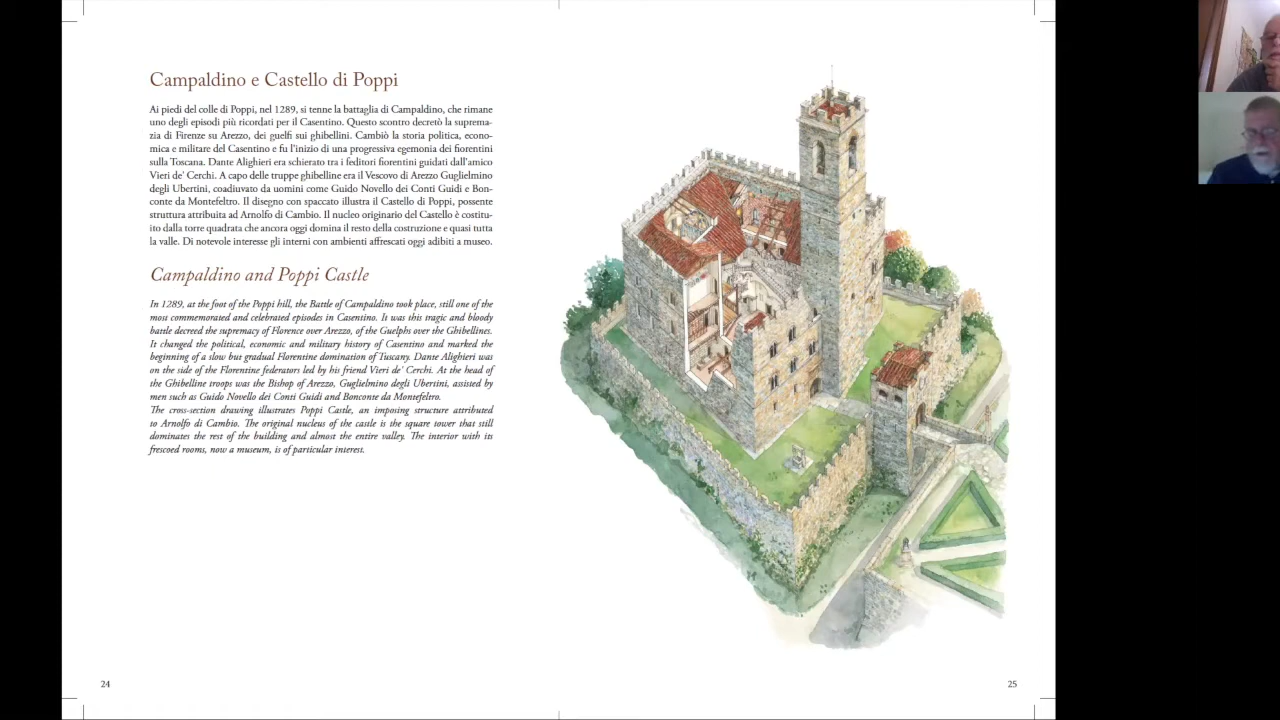 Campaldino e Castello di Poppi
Ai piedi del colle di Poppi, nel 1289, si tenne la battaglia di Campaldino, che rimane
uno degli episodi più ricordati per il Casentino. Questo scontro decretò la suprema-
zia di Firenze su Arezzo, dei guelfi sui ghibellini. Cambiò la storia politica, econo-
mica e militare del Casentino e fu l'inizio di una progressiva egemonia dei fiorentini
sulla Toscana. Dante Alighieri era schierato tra i feditori fiorentini guidati dall'amico
Vieri de' Cerchi. A capo delle truppe ghibelline era il Vescovo di Arezzo Guglielmino
degli Ubertini, coadiuvato da uomini come Guido Novello dei Conti Guidi e Bon-
conte da Montefeltro. Il disegno con spaccato illustra il Castello di Poppi, possente
struttura attribuita ad Arnolfo di Cambio. Il nucleo originario del Castello è costitu-
ito dalla torre quadrata che ancora oggi domina il resto della costruzione e quasi tutta
la valle. Di notevole interesse gli interni con ambienti affrescati oggi adibiti a museo.
Campaldino and Poppi Castle
In 1289, at the foot of the Poppi hill, the Battle of Campaldino took place, still one of the
most commemorated and celebrated episodes in Casentino. It was this tragic and bloody
battle decreed the supremacy of Florence over Arezzo, of the Guelphs over the Ghibellines.
It changed the political, economic and military history of Casentino and marked the
beginning of a slow but gradual Florentine domination of Tuscany. Dante Alighieri was
on the side of the Florentine federators led by his friend Vieri de' Cerchi. At the head of
the Ghibelline troops was the Bishop of Arezzo, Guglielmino degli Ubertini, assisted by
men such as Guido Novello dei Conti Guidi and Bonconte da Montefeltro.
The cross-section drawing illustrates Poppi Castle, an imposing structure attributed
to Arnolfo di Cambio. The original nucleus of the castle is the square tower that still
dominates the rest of the building and almost the entire valley. The interior with its
frescoed rooms, now a museum, is of particular interest.
24
25